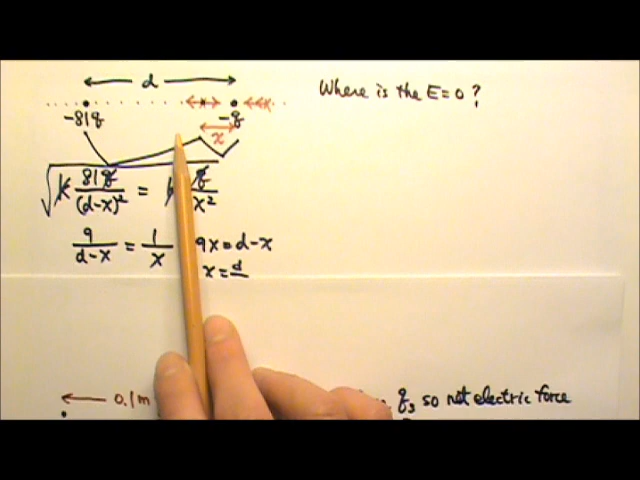 d
Where is the E=0?
-81q -q
x
√ k 81q/(d-x)² = q/x²
9/(d-x) = 1/x 9x = d-x
x = d
0.1m q₃ so net electric force